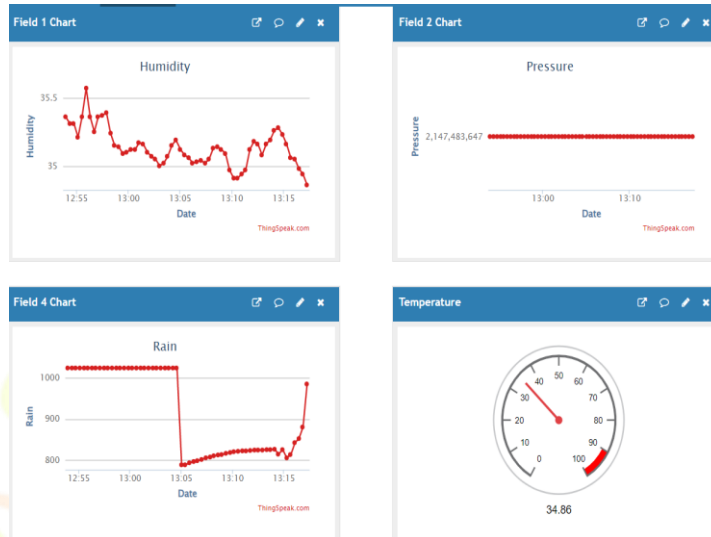 Field 1 Chart
Humidity
Humidity
35.5
35
12:55 13:00 13:05 13:10 13:15
Date
ThingSpeak.com
Field 2 Chart
Pressure
Pressure
2,147,483,647
13:00 13:10
Date
ThingSpeak.com
Field 4 Chart
Rain
Rain
1000
900
800
12:55 13:00 13:05 13:10 13:15
Date
ThingSpeak.com
Temperature
0 10 20 30 40 50 60 70 80 90 100
34.86